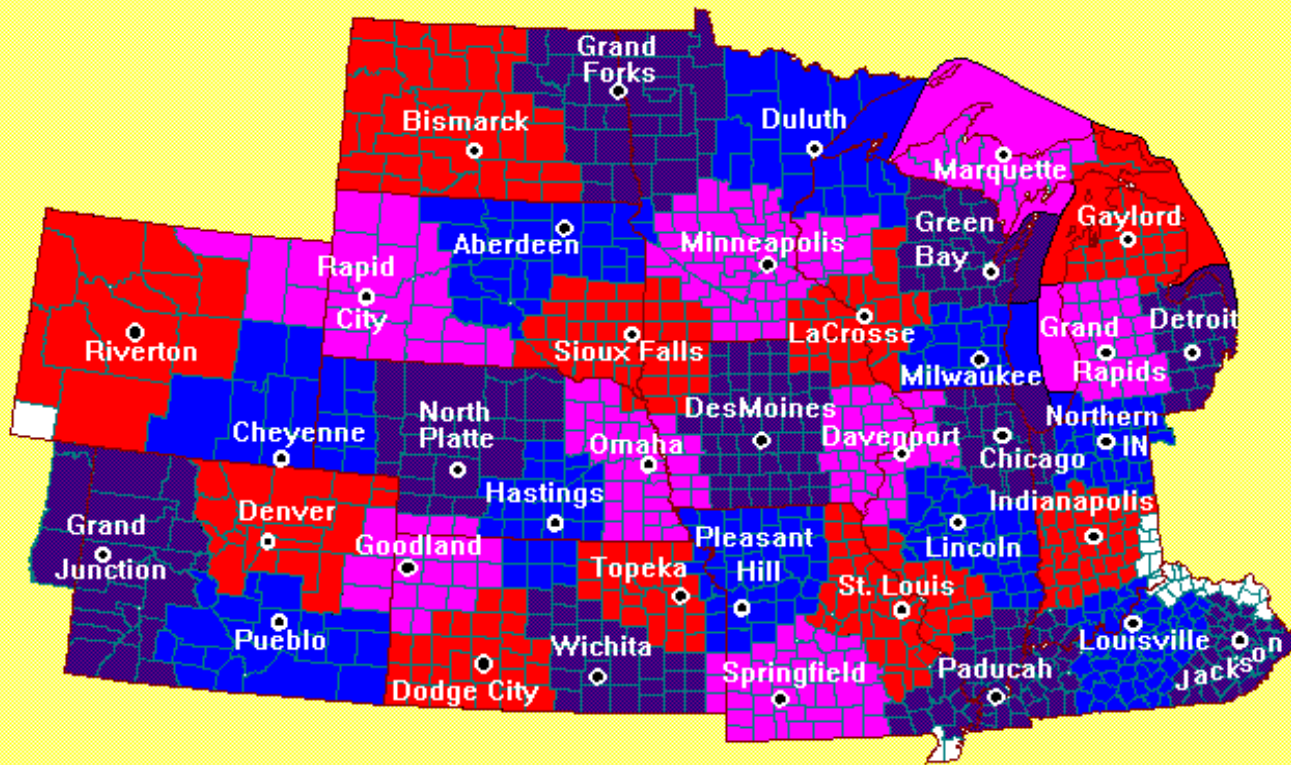 Grand
Forks
Bismarck
Duluth
Marquette
Green
Bay
Gaylord
Aberdeen
Minneapolis
Rapid
City
Riverton
Sioux Falls
LaCrosse
Grand
Rapids
Detroit
Milwaukee
North
Platte
DesMoines
Northern
IN
Cheyenne
Omaha
Davenport
Chicago
Hastings
Indianapolis
Denver
Grand
Junction
Goodland
Pleasant
Hill
Lincoln
Topeka
St. Louis
Pueblo
Wichita
Louisville
Jackson
Dodge City
Springfield
Paducah